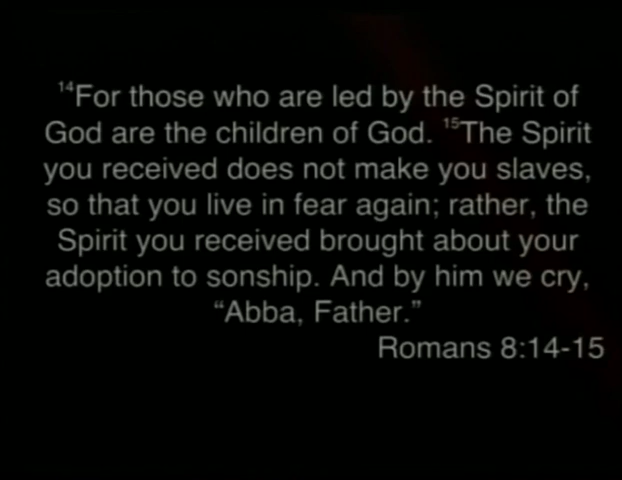 ¹⁴For those who are led by the Spirit of
God are the children of God. ¹⁵The Spirit
you received does not make you slaves,
so that you live in fear again; rather, the
Spirit you received brought about your
adoption to sonship. And by him we cry,
“Abba, Father.”
Romans 8:14-15